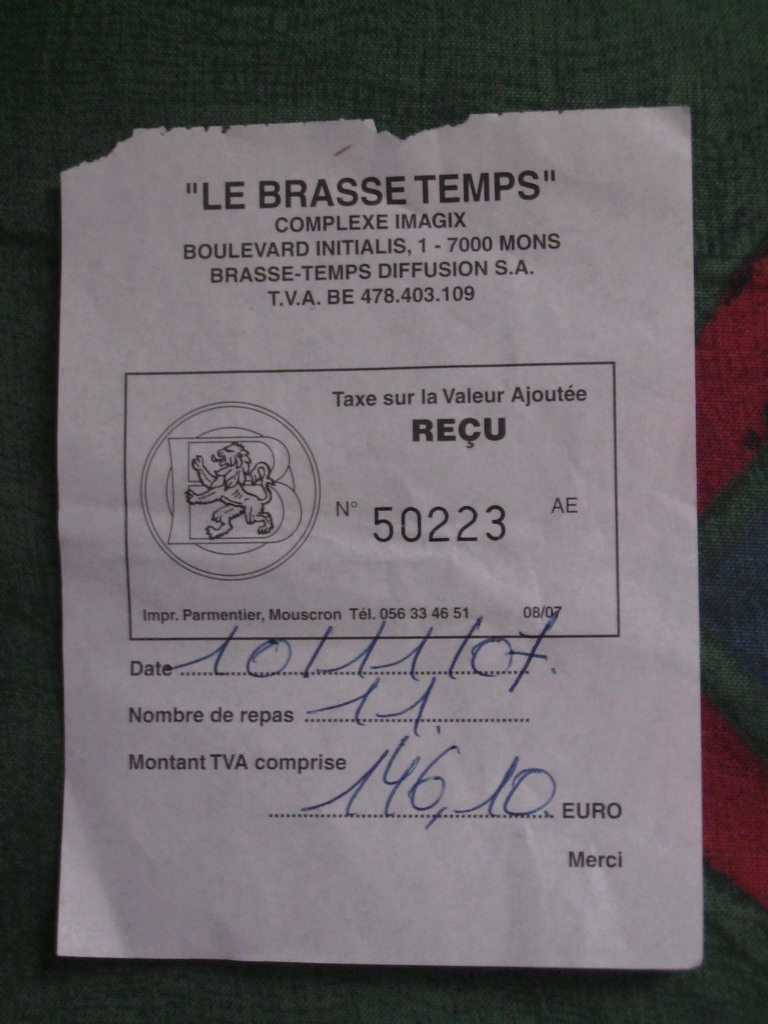 "LE BRASSE TEMPS"
COMPLEXE IMAGIX
BOULEVARD INITIALIS, 1 - 7000 MONS
BRASSE-TEMPS DIFFUSION S.A.
T.V.A. BE 478.403.109
Taxe sur la Valeur Ajoutée
REÇU
B
N° 50223 AE
Impr. Parmentier, Mouscron Tél. 056 33 46 51 08/07
Date 10/11/07.
Nombre de repas 11.
Montant TVA comprise
146,10. EURO
Merci